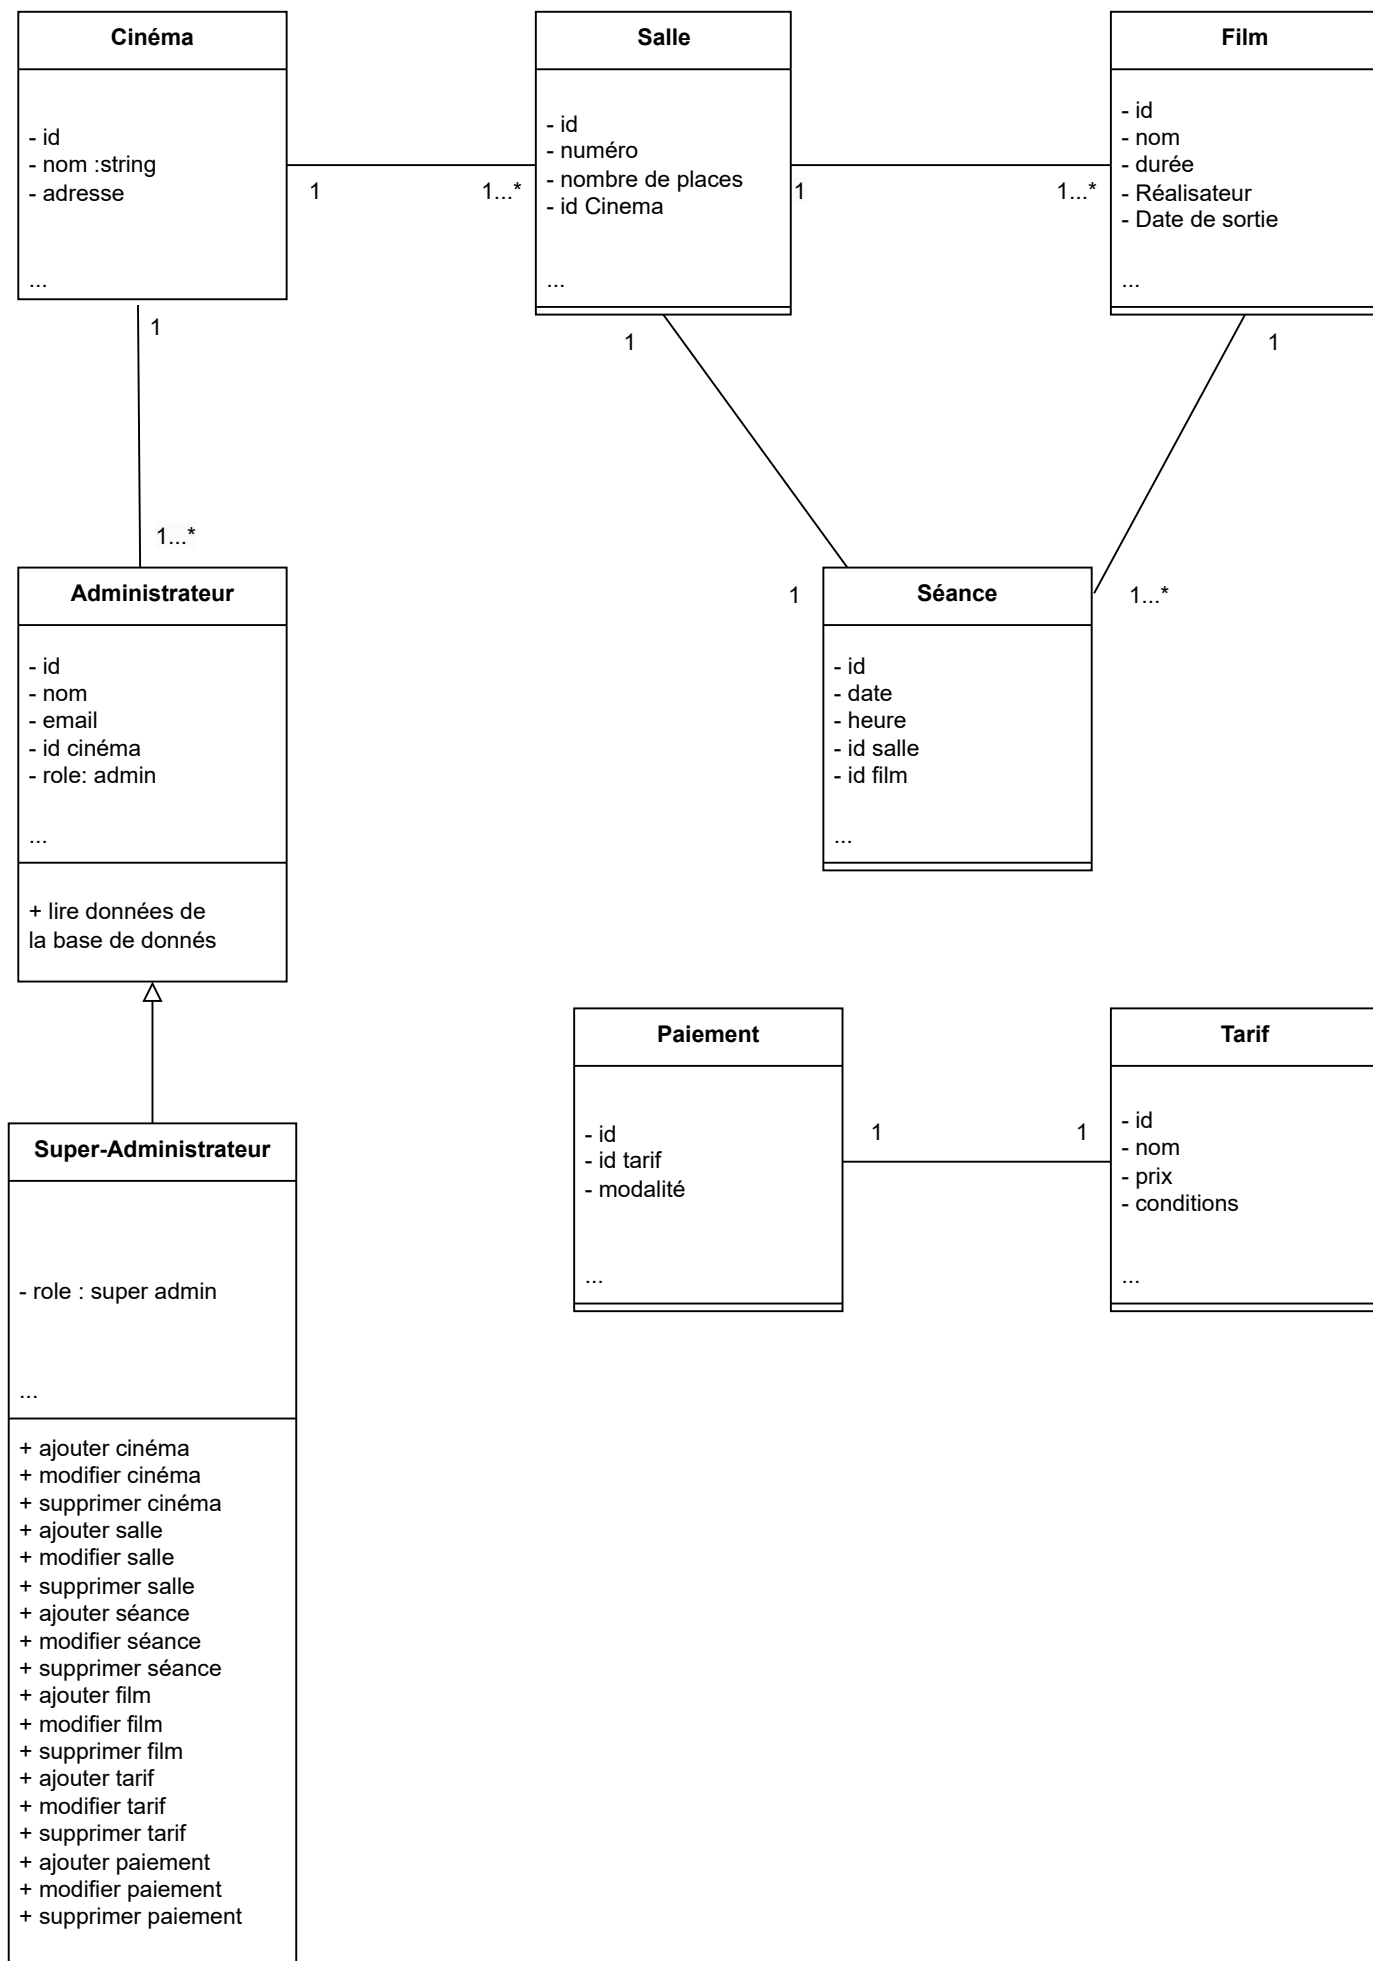 Cinéma
- id
- nom :string
- adresse
...
1
1...*
Salle
- id
- numéro
- nombre de places
- id Cinema
...
1
1...*
Film
- id
- nom
- durée
- Réalisateur
- Date de sortie
...
1
1...*
1
1
1
1...*
Administrateur
- id
- nom
- email
- id cinéma
- role: admin
...
+ lire données de
la base de donnés
Séance
- id
- date
- heure
- id salle
- id film
...
Super-Administrateur
- role : super admin
...
+ ajouter cinéma
+ modifier cinéma
+ supprimer cinéma
+ ajouter salle
+ modifier salle
+ supprimer salle
+ ajouter séance
+ modifier séance
+ supprimer séance
+ ajouter film
+ modifier film
+ supprimer film
+ ajouter tarif
+ modifier tarif
+ supprimer tarif
+ ajouter paiement
+ modifier paiement
+ supprimer paiement
Paiement
- id
- id tarif
- modalité
...
1
1
Tarif
- id
- nom
- prix
- conditions
...